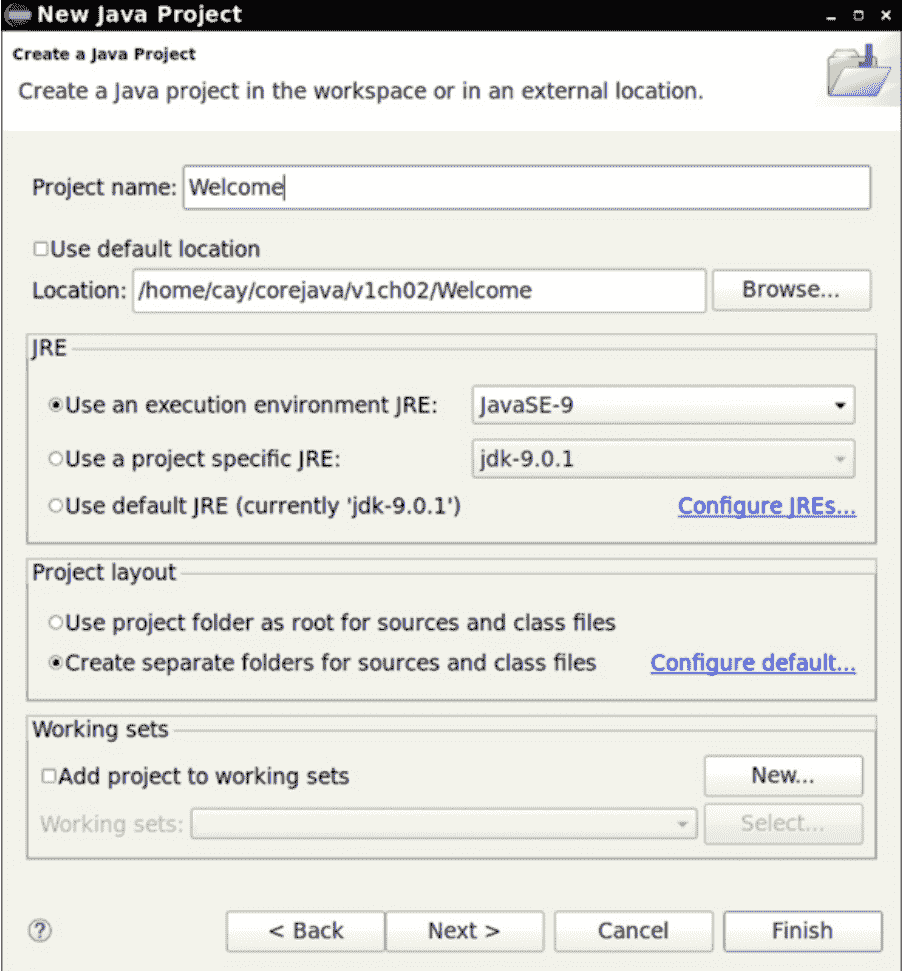 New Java Project
Create a Java Project
Create a Java project in the workspace or in an external location.
Project name: Welcome
Use default location
Location: /home/cay/corejava/v1ch02/Welcome Browse...
JRE
Use an execution environment JRE: JavaSE-9
Use a project specific JRE: jdk-9.0.1
Use default JRE (currently 'jdk-9.0.1') Configure JREs...
Project layout
Use project folder as root for sources and class files
Create separate folders for sources and class files Configure default...
Working sets
Add project to working sets New...
Working sets: Select...
? < Back Next > Cancel Finish